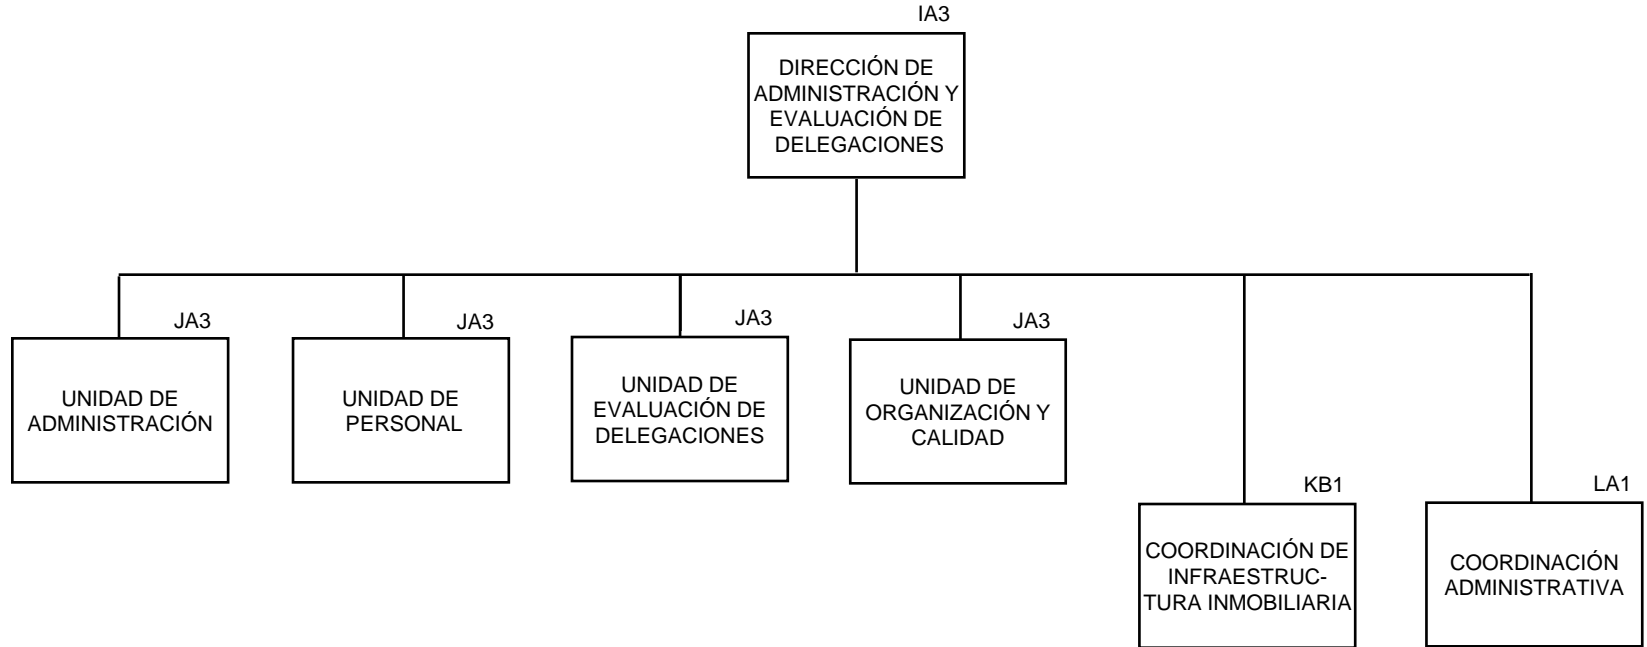 IA3
DIRECCIÓN DE
ADMINISTRACIÓN Y
EVALUACIÓN DE
DELEGACIONES
JA3
UNIDAD DE
ADMINISTRACIÓN
JA3
UNIDAD DE
PERSONAL
JA3
UNIDAD DE
EVALUACIÓN DE
DELEGACIONES
JA3
UNIDAD DE
ORGANIZACIÓN Y
CALIDAD
KB1
COORDINACIÓN DE
INFRAESTRUC-
TURA INMOBILIARIA
LA1
COORDINACIÓN
ADMINISTRATIVA